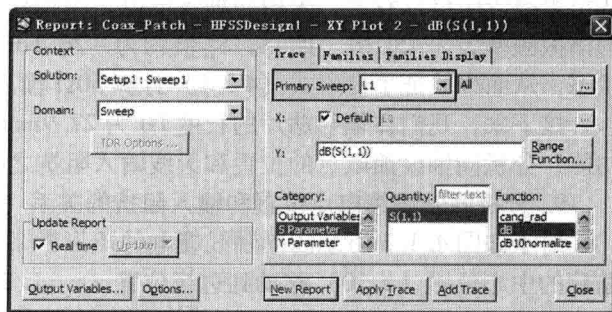 Report: Coax_Patch - HFSSDesign1 - XY Plot 2 - dB(S(1,1))
Context
Solution: Setup1 : Sweep1
Domain: Sweep
TDR Options ...
Update Report
Real time Update
Output Variables... Options...
Trace Families Families Display
Primary Sweep: L1 All ...
X: Default L1 ...
Y: dB(S(1,1)) Range Function...
Category: Quantity: filter-text Function:
Output Variables S(1,1) cang_rad
S Parameter dB
Y Parameter dB10normalize
New Report Apply Trace Add Trace Close